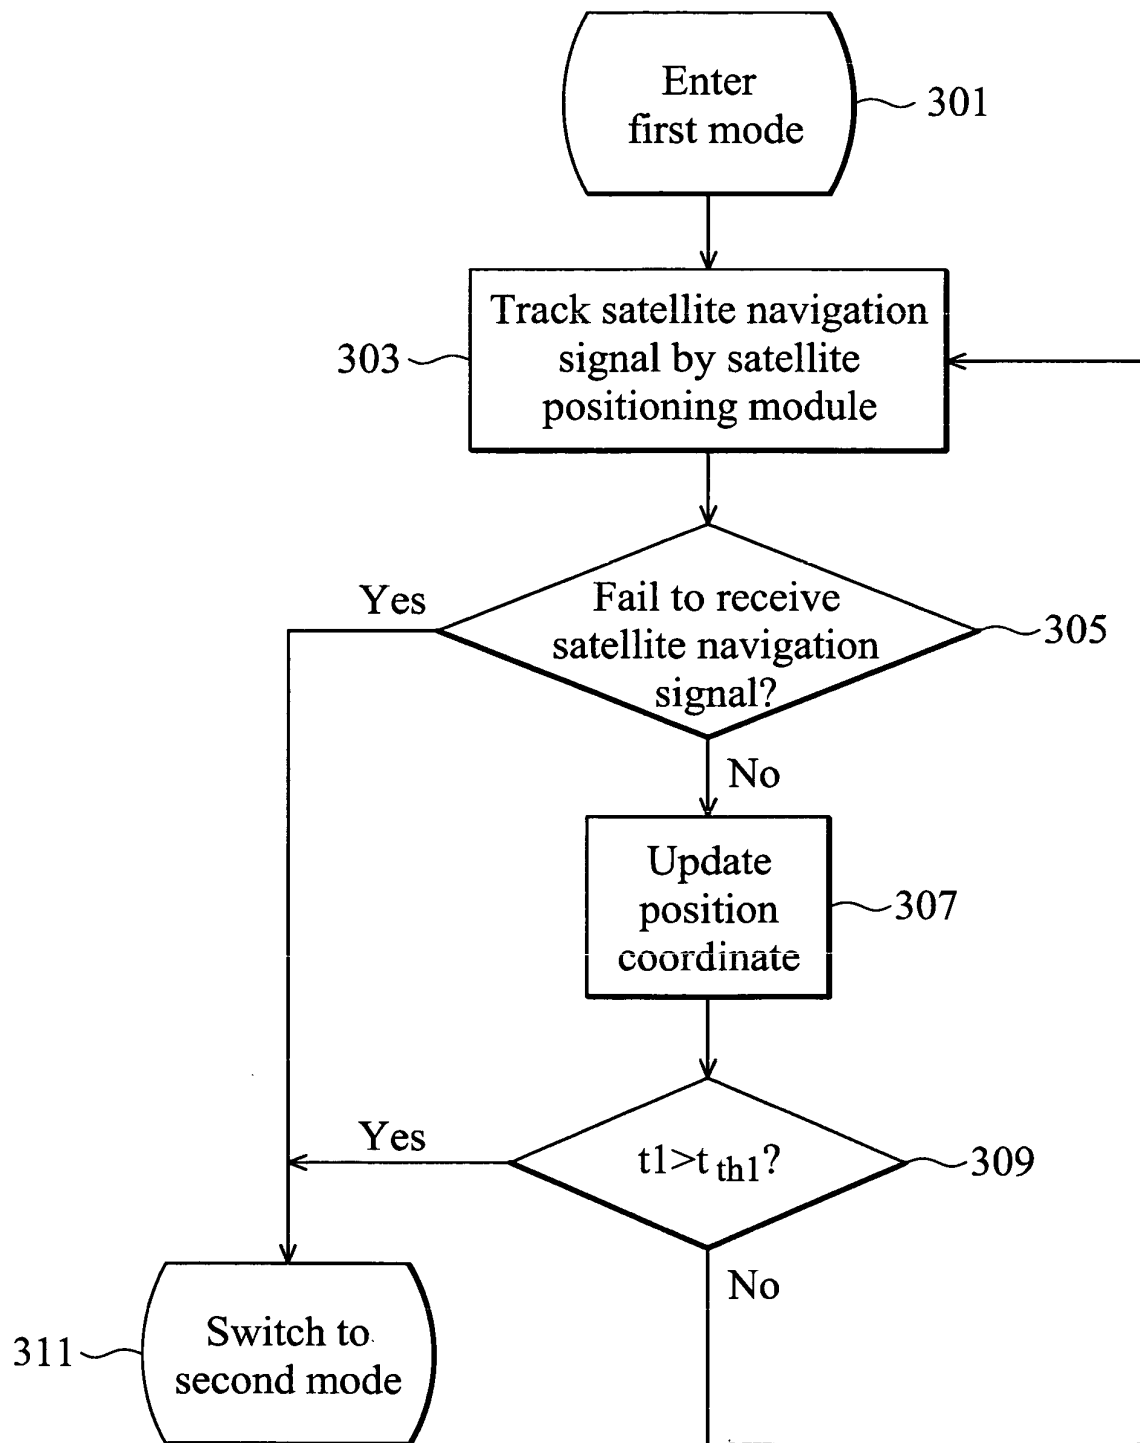 Enter
first mode
301
Track satellite navigation
signal by satellite
positioning module
303
Yes
Fail to receive
satellite navigation
signal?
305
No
Update
position
coordinate
307
Yes
t1>t th1?
309
No
Switch to
second mode
311